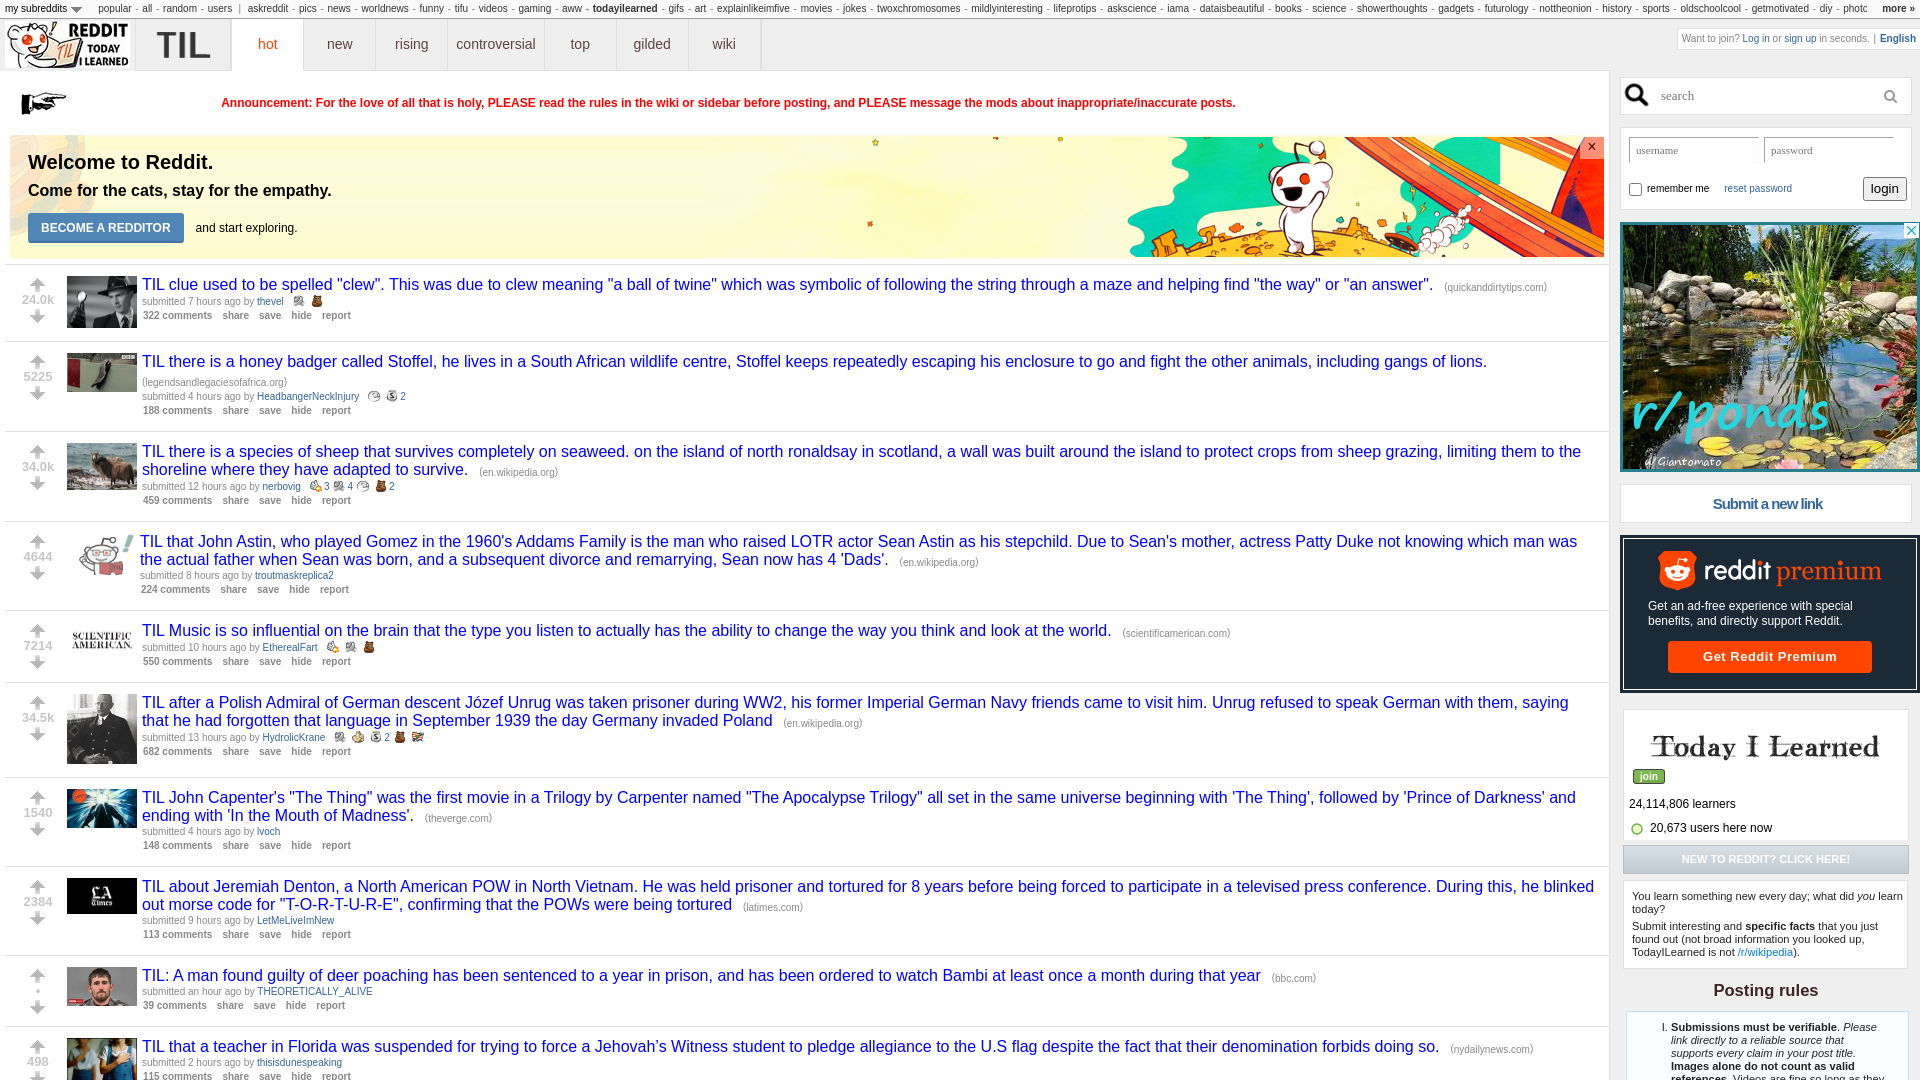 my subreddits popular - all - random - users | askreddit - pics - news - worldnews - funny - tifu - videos - gaming - aww - todayilearned - gifs - art - explainlikeimfive - movies - jokes - twoxchromosomes - mildlyinteresting - lifeprotips - askscience - iama - dataisbeautiful - books - science - showerthoughts - gadgets - futurology - nottheonion - history - sports - oldschoolcool - getmotivated - diy - photo more »
REDDIT
TODAY
I LEARNED
TIL
TIL
hot new rising controversial top gilded wiki
Want to join? Log in or sign up in seconds. | English
Announcement: For the love of all that is holy, PLEASE read the rules in the wiki or sidebar before posting, and PLEASE message the mods about inappropriate/inaccurate posts.
Welcome to Reddit.
Come for the cats, stay for the empathy.
BECOME A REDDITOR and start exploring.
×
24.0k
TIL clue used to be spelled "clew". This was due to clew meaning "a ball of twine" which was symbolic of following the string through a maze and helping find "the way" or "an answer". (quickanddirtytips.com)
submitted 7 hours ago by thevel
322 comments share save hide report
5225
TIL there is a honey badger called Stoffel, he lives in a South African wildlife centre, Stoffel keeps repeatedly escaping his enclosure to go and fight the other animals, including gangs of lions.
(legendsandlegaciesofafrica.org)
submitted 4 hours ago by HeadbangerNeckInjury 2
188 comments share save hide report
34.0k
TIL there is a species of sheep that survives completely on seaweed. on the island of north ronaldsay in scotland, a wall was built around the island to protect crops from sheep grazing, limiting them to the
shoreline where they have adapted to survive. (en.wikipedia.org)
submitted 12 hours ago by nerbovig 3 4 2
459 comments share save hide report
4644
TIL that John Astin, who played Gomez in the 1960's Addams Family is the man who raised LOTR actor Sean Astin as his stepchild. Due to Sean's mother, actress Patty Duke not knowing which man was
the actual father when Sean was born, and a subsequent divorce and remarrying, Sean now has 4 'Dads'. (en.wikipedia.org)
submitted 8 hours ago by troutmaskreplica2
224 comments share save hide report
7214
SCIENTIFIC
AMERICAN.
TIL Music is so influential on the brain that the type you listen to actually has the ability to change the way you think and look at the world. (scientificamerican.com)
submitted 10 hours ago by EtherealFart
550 comments share save hide report
34.5k
TIL after a Polish Admiral of German descent Józef Unrug was taken prisoner during WW2, his former Imperial German Navy friends came to visit him. Unrug refused to speak German with them, saying
that he had forgotten that language in September 1939 the day Germany invaded Poland (en.wikipedia.org)
submitted 13 hours ago by HydrolicKrane 2
682 comments share save hide report
1540
TIL John Capenter's "The Thing" was the first movie in a Trilogy by Carpenter named "The Apocalypse Trilogy" all set in the same universe beginning with 'The Thing', followed by 'Prince of Darkness' and
ending with 'In the Mouth of Madness'. (theverge.com)
submitted 4 hours ago by lvoch
148 comments share save hide report
2384
LA
Times
TIL about Jeremiah Denton, a North American POW in North Vietnam. He was held prisoner and tortured for 8 years before being forced to participate in a televised press conference. During this, he blinked
out morse code for "T-O-R-T-U-R-E", confirming that the POWs were being tortured (latimes.com)
submitted 9 hours ago by LetMeLiveImNew
113 comments share save hide report
•
TIL: A man found guilty of deer poaching has been sentenced to a year in prison, and has been ordered to watch Bambi at least once a month during that year (bbc.com)
submitted an hour ago by THEORETICALLY_ALIVE
39 comments share save hide report
498
TIL that a teacher in Florida was suspended for trying to force a Jehovah's Witness student to pledge allegiance to the U.S flag despite the fact that their denomination forbids doing so. (nydailynews.com)
submitted 2 hours ago by thisisdunespeaking
115 comments share save hide report
search
username password
remember me reset password login
r/ponds
d/Giantomato
Submit a new link
reddit premium
Get an ad-free experience with special
benefits, and directly support Reddit.
Get Reddit Premium
Today I Learned
join
24,114,806 learners
20,673 users here now
NEW TO REDDIT? CLICK HERE!
You learn something new every day; what did you learn
today?
Submit interesting and specific facts that you just
found out (not broad information you looked up,
TodayILearned is not /r/wikipedia).
Posting rules
I. Submissions must be verifiable. Please
link directly to a reliable source that
supports every claim in your post title.
Images alone do not count as valid
references. Videos are fine so long as they